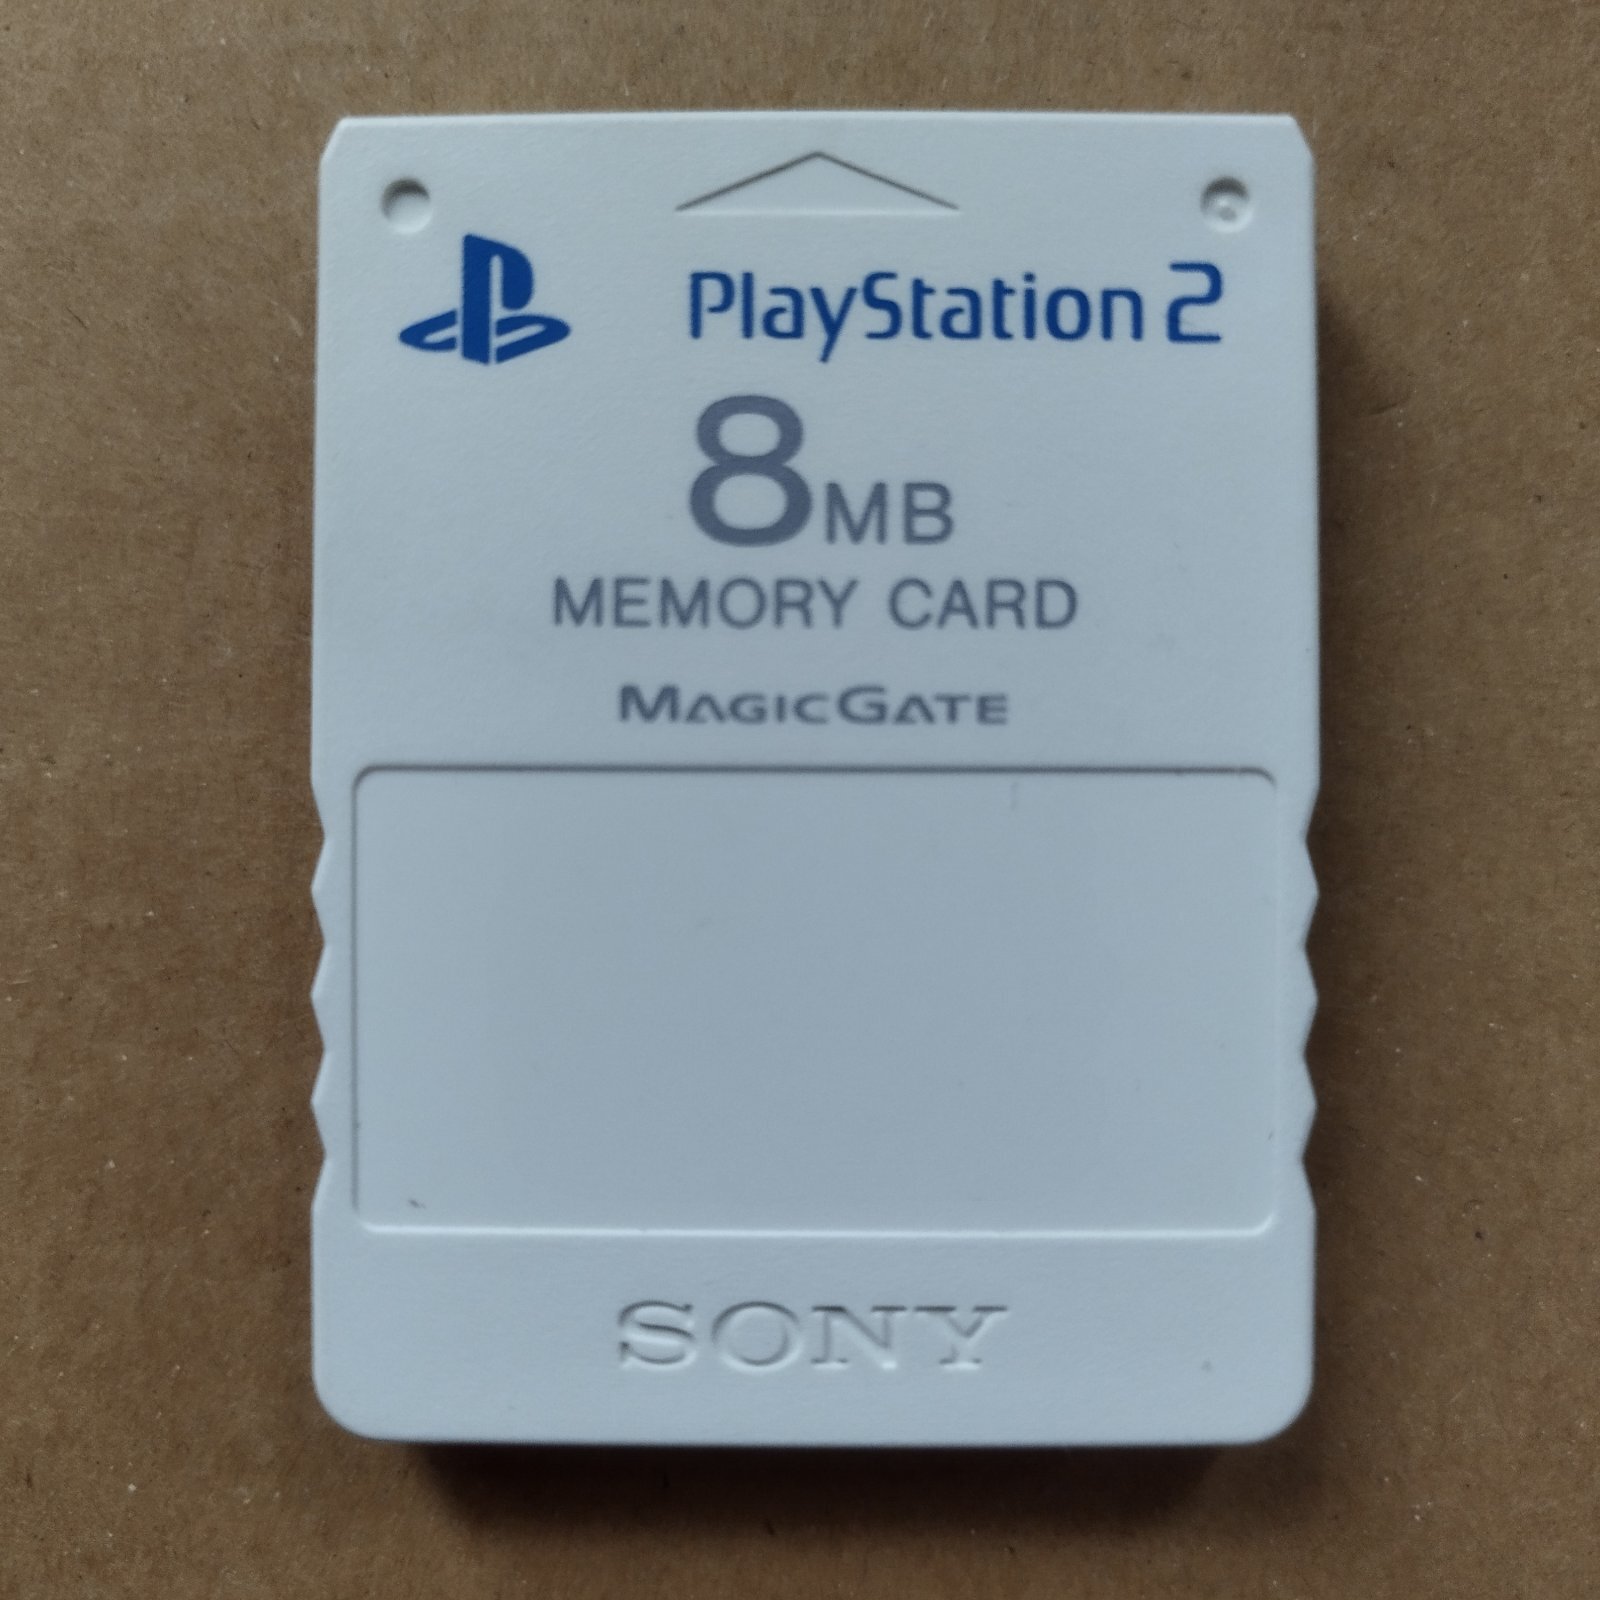 PlayStation 2
8MB
MEMORY CARD
MAGICGATE
SONY